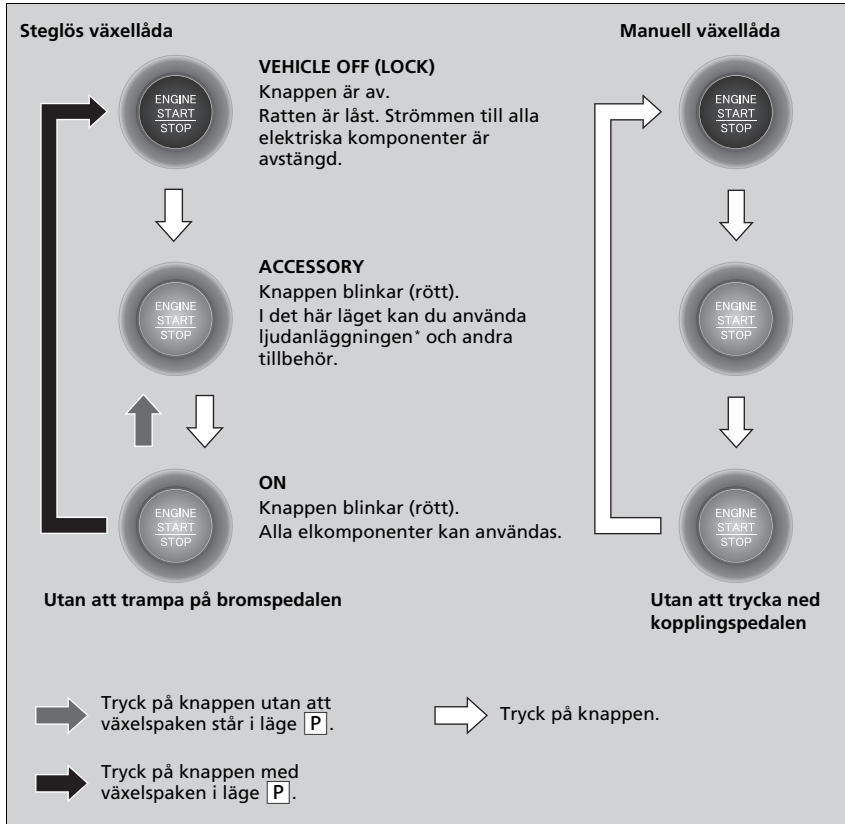 Steglös växellåda
Manuell växellåda
ENGINE
START
STOP
VEHICLE OFF (LOCK)
Knappen är av.
Ratten är låst. Strömmen till alla
elektriska komponenter är
avstängd.
ENGINE
START
STOP
ENGINE
START
STOP
ACCESSORY
Knappen blinkar (rött).
I det här läget kan du använda
ljudanläggningen* och andra
tillbehör.
ENGINE
START
STOP
ENGINE
START
STOP
ON
Knappen blinkar (rött).
Alla elkomponenter kan användas.
ENGINE
START
STOP
Utan att trampa på bromspedalen
Utan att trycka ned
kopplingspedalen
Tryck på knappen utan att
växelspaken står i läge P.
Tryck på knappen.
Tryck på knappen med
växelspaken i läge P.